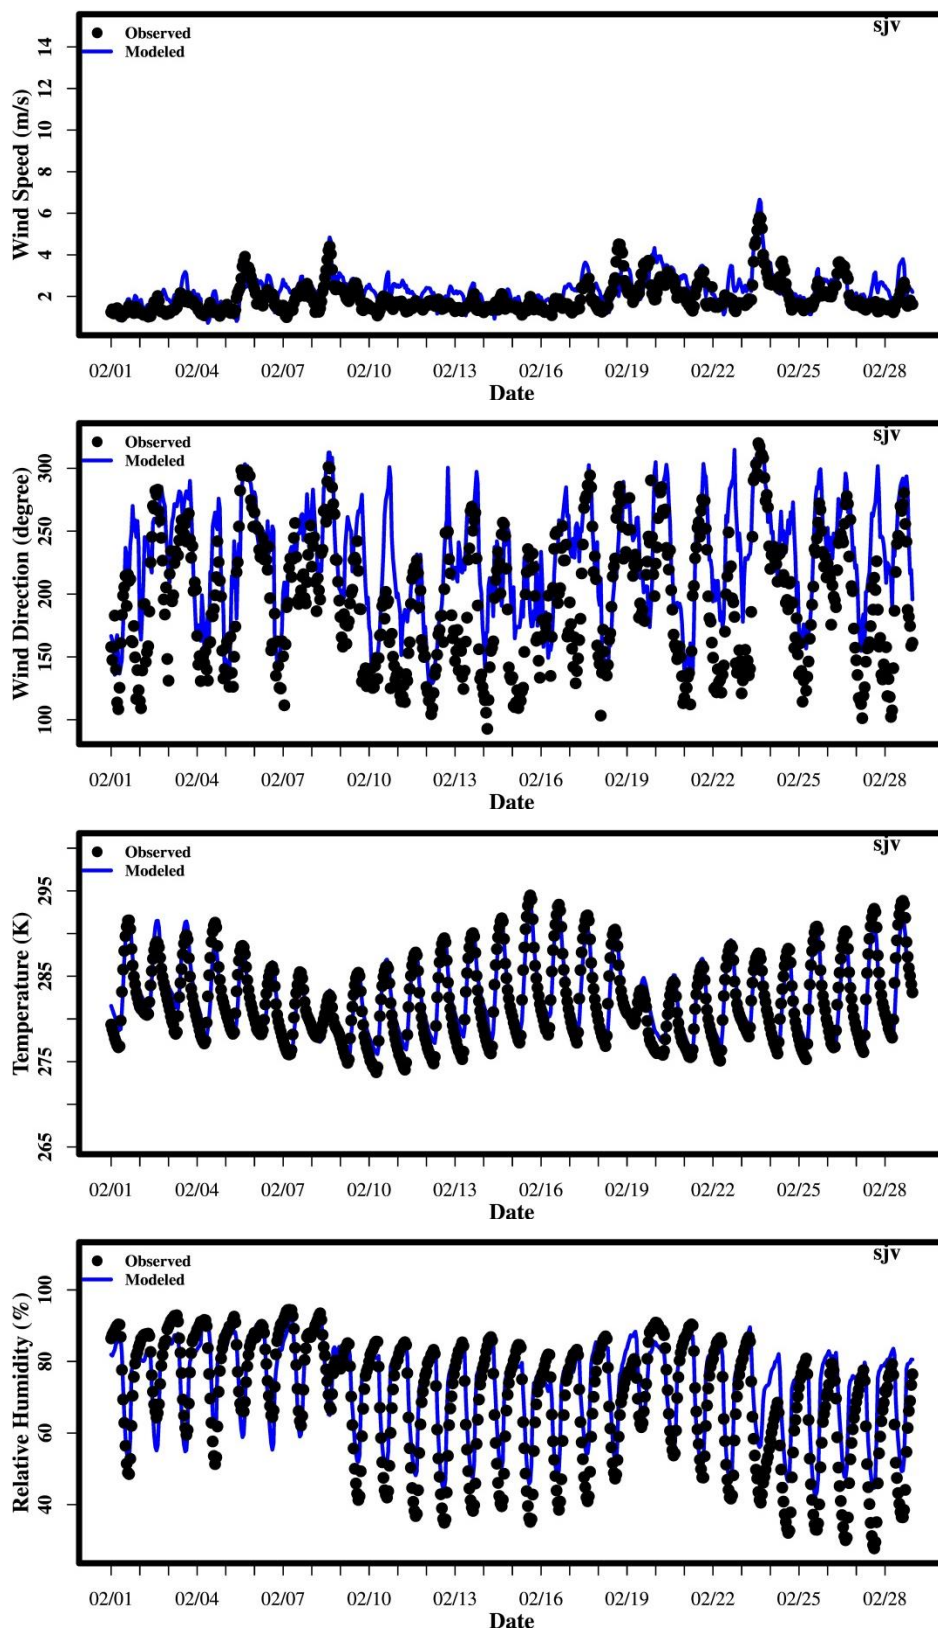 sjv
Observed
Modeled
Wind Speed (m/s)
14
12
10
8
6
4
2
02/01 02/04 02/07 02/10 02/13 02/16 02/19 02/22 02/25 02/28
Date
sjv
Observed
Modeled
Wind Direction (degree)
300
250
200
150
100
02/01 02/04 02/07 02/10 02/13 02/16 02/19 02/22 02/25 02/28
Date
sjv
Observed
Modeled
Temperature (K)
295
285
275
265
02/01 02/04 02/07 02/10 02/13 02/16 02/19 02/22 02/25 02/28
Date
sjv
Observed
Modeled
Relative Humidity (%)
100
80
60
40
02/01 02/04 02/07 02/10 02/13 02/16 02/19 02/22 02/25 02/28
Date